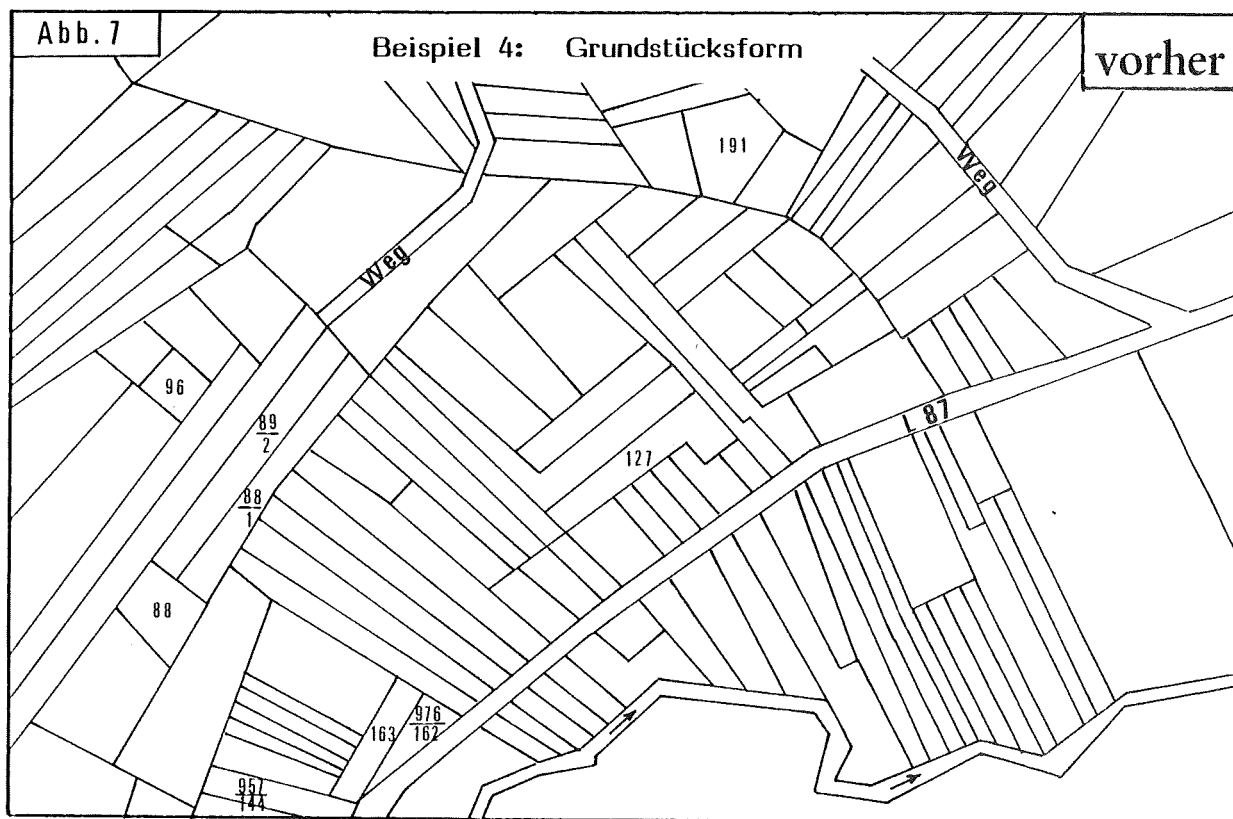 Abb. 7
Beispiel 4: Grundstücksform
vorher
191
Weg
Weg
96
89
2
L 87
127
88
1
88
976
162
163
957
144